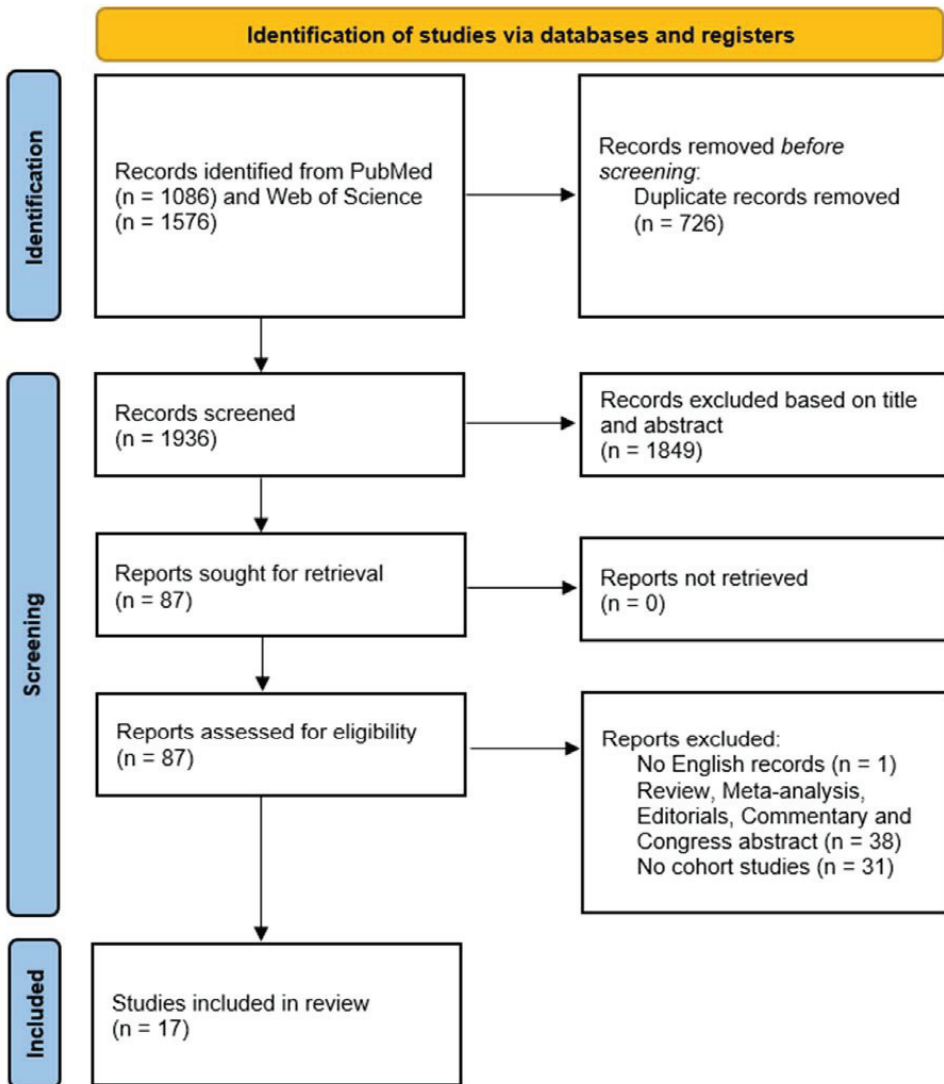 Identification of studies via databases and registers
Identification
Records identified from PubMed
(n = 1086) and Web of Science
(n = 1576)
Records removed before
screening:
Duplicate records removed
(n = 726)
Screening
Records screened
(n = 1936)
Records excluded based on title
and abstract
(n = 1849)
Reports sought for retrieval
(n = 87)
Reports not retrieved
(n = 0)
Reports assessed for eligibility
(n = 87)
Reports excluded:
No English records (n = 1)
Review, Meta-analysis,
Editorials, Commentary and
Congress abstract (n = 38)
No cohort studies (n = 31)
Included
Studies included in review
(n = 17)